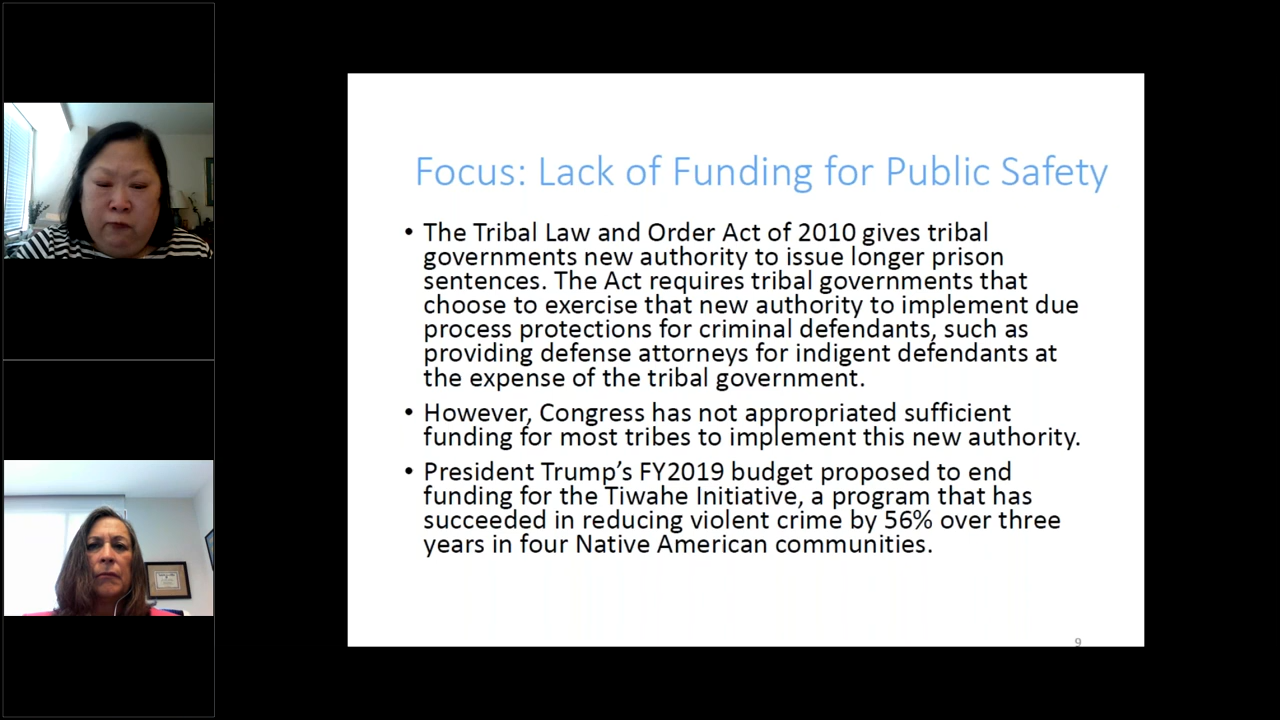 Focus: Lack of Funding for Public Safety
• The Tribal Law and Order Act of 2010 gives tribal
governments new authority to issue longer prison
sentences. The Act requires tribal governments that
choose to exercise that new authority to implement due
process protections for criminal defendants, such as
providing defense attorneys for indigent defendants at
the expense of the tribal government.
• However, Congress has not appropriated sufficient
funding for most tribes to implement this new authority.
• President Trump’s FY2019 budget proposed to end
funding for the Tiwahe Initiative, a program that has
succeeded in reducing violent crime by 56% over three
years in four Native American communities.
9